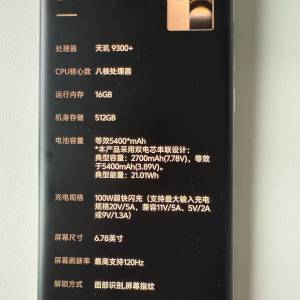 处理器 天玑 9300+
CPU核心数 八核处理器
运行内存 16GB
机身存储 512GB
电池容量 等效5400*mAh
*本产品采用双电芯串联设计：
典型容量：2700mAh(7.78V)，等效
于5400mAh(3.89V)。
典型能量：21.01Wh
充电规格 100W超快闪充（支持最大输入充电
规格20V/5A，兼容11V/5A、5V/2A
或9V/1.3A）
屏幕尺寸 6.78英寸
屏幕刷新率 最高支持120Hz
解锁方式 面部识别,屏幕指纹